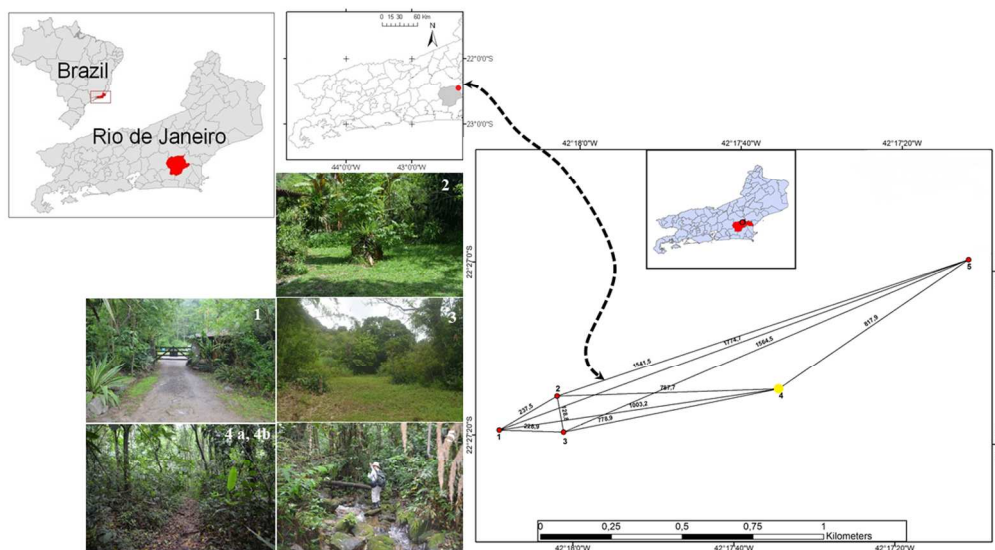 Brazil
Rio de Janeiro
0 15 30 60 Km
N
22°0'0"S
23°0'0"S
44°0'0"W 43°0'0"W
2
1
3
4 a, 4b
5
42°18'0"W 42°17'40"W 42°17'20"W
22°27'0"S
22°27'20"S
5
2
4
1
3
1774,7
1541,5
1564,5
817,9
787,7
237,5
1003,2
775,9
228,9
0 0,25 0,5 0,75 1
Kilometers
42°18'0"W 42°17'40"W 42°17'20"W